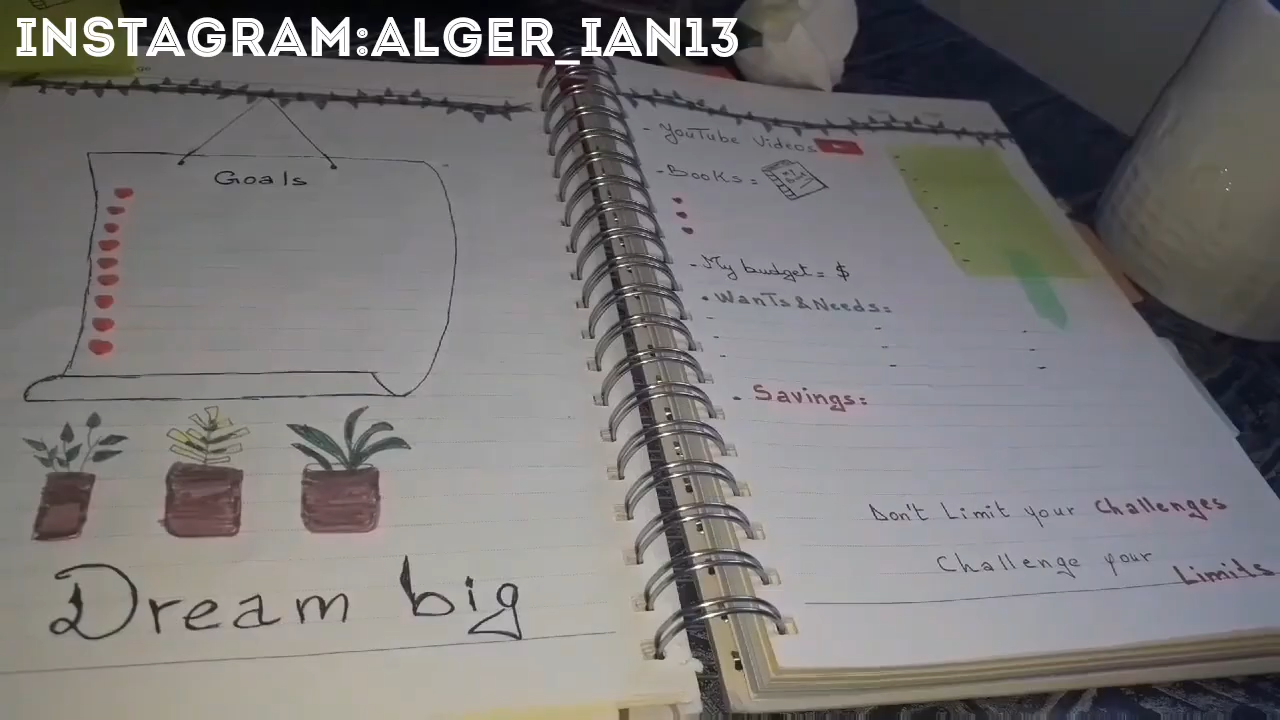 INSTAGRAM:ALGER_IAN13
Goals
Dream big
- YouTube Videos
- Books:
- My budget = $
• Wants & Needs:
• Savings:
Don't Limit your Challenges
Challenge your Limits